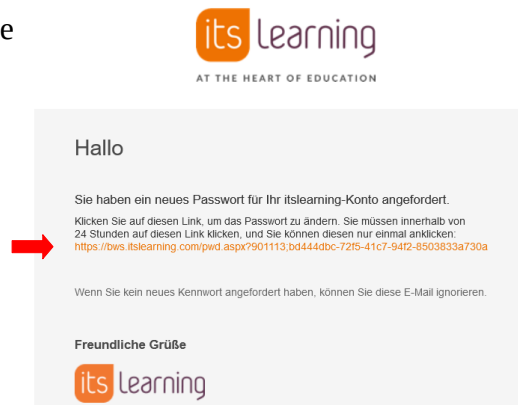 e
its learning
AT THE HEART OF EDUCATION
Hallo
Sie haben ein neues Passwort für Ihr itslearning-Konto angefordert.
Klicken Sie auf diesen Link, um das Passwort zu ändern. Sie müssen innerhalb von
24 Stunden auf diesen Link klicken, und Sie können diesen nur einmal anklicken:
https://bws.itslearning.com/pwd.aspx?901113;bd444dbc-72f5-41c7-94f2-8503833a730a
Wenn Sie kein neues Kennwort angefordert haben, können Sie diese E-Mail ignorieren.
Freundliche Grüße
its learning